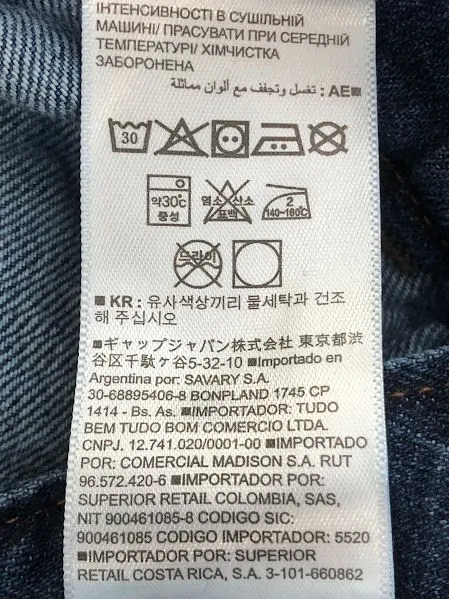 ІНТЕНСИВНОСТІ В СУШІЛЬНІЙ
МАШИНІ/ ПРАСУВАТИ ПРИ СЕРЕДНІЙ
ТЕМПЕРАТУРІ/ ХІМЧИСТКА
ЗАБОРОНЕНА
■AE : تغسل وتجفف مع ألوان مماثلة
30
약30℃ 중성
염소 산소 표백
2 140~160℃
드라이
■ KR : 유사색상끼리 물세탁과 건조
해 주십시오
■ギャップジャパン株式会社 東京都渋
谷区千駄ヶ谷5-32-10 ■Importado en
Argentina por: SAVARY S.A.
30-68895406-8 BONPLAND 1745 CP
1414 - Bs. As. ■IMPORTADOR: TUDO
BEM TUDO BOM COMERCIO LTDA.
CNPJ. 12.741.020/0001-00 ■IMPORTADO
POR: COMERCIAL MADISON S.A. RUT
96.572.420-6 ■IMPORTADOR POR:
SUPERIOR RETAIL COLOMBIA, SAS,
NIT 900461085-8 CODIGO SIC:
900461085 CODIGO IMPORTADOR: 5520
■IMPORTADOR POR: SUPERIOR
RETAIL COSTA RICA, S.A. 3-101-660862